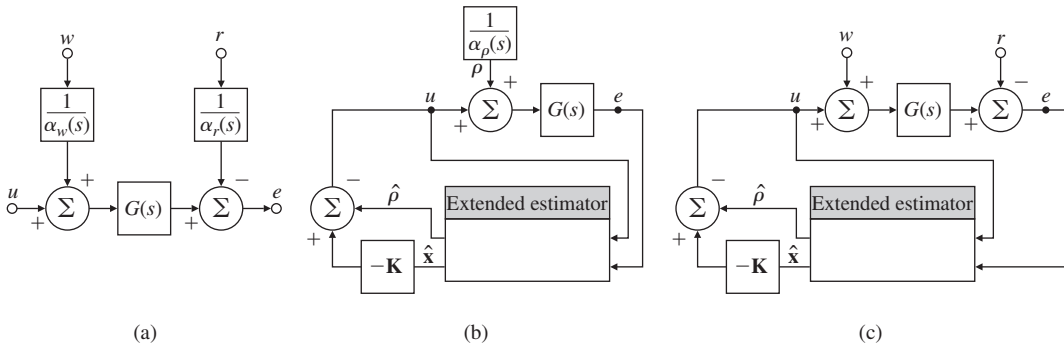 w
r
1
α_w(s)
1
α_r(s)
+
−
u
+
Σ
G(s)
+
Σ
e
(a)
1
α_ρ(s)
ρ
+
u
+
Σ
G(s)
e
−
Σ
+
ρ̂
Extended estimator
−K
x̂
(b)
w
r
+
−
u
+
Σ
G(s)
+
Σ
e
−
Σ
+
ρ̂
Extended estimator
−K
x̂
(c)